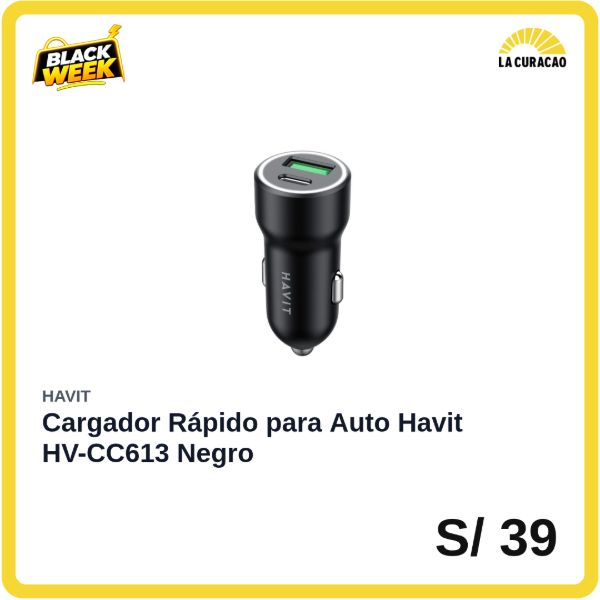 BLACK
WEEK
LA CURACAO
HAVIT
HAVIT
Cargador Rápido para Auto Havit
HV-CC613 Negro
S/ 39